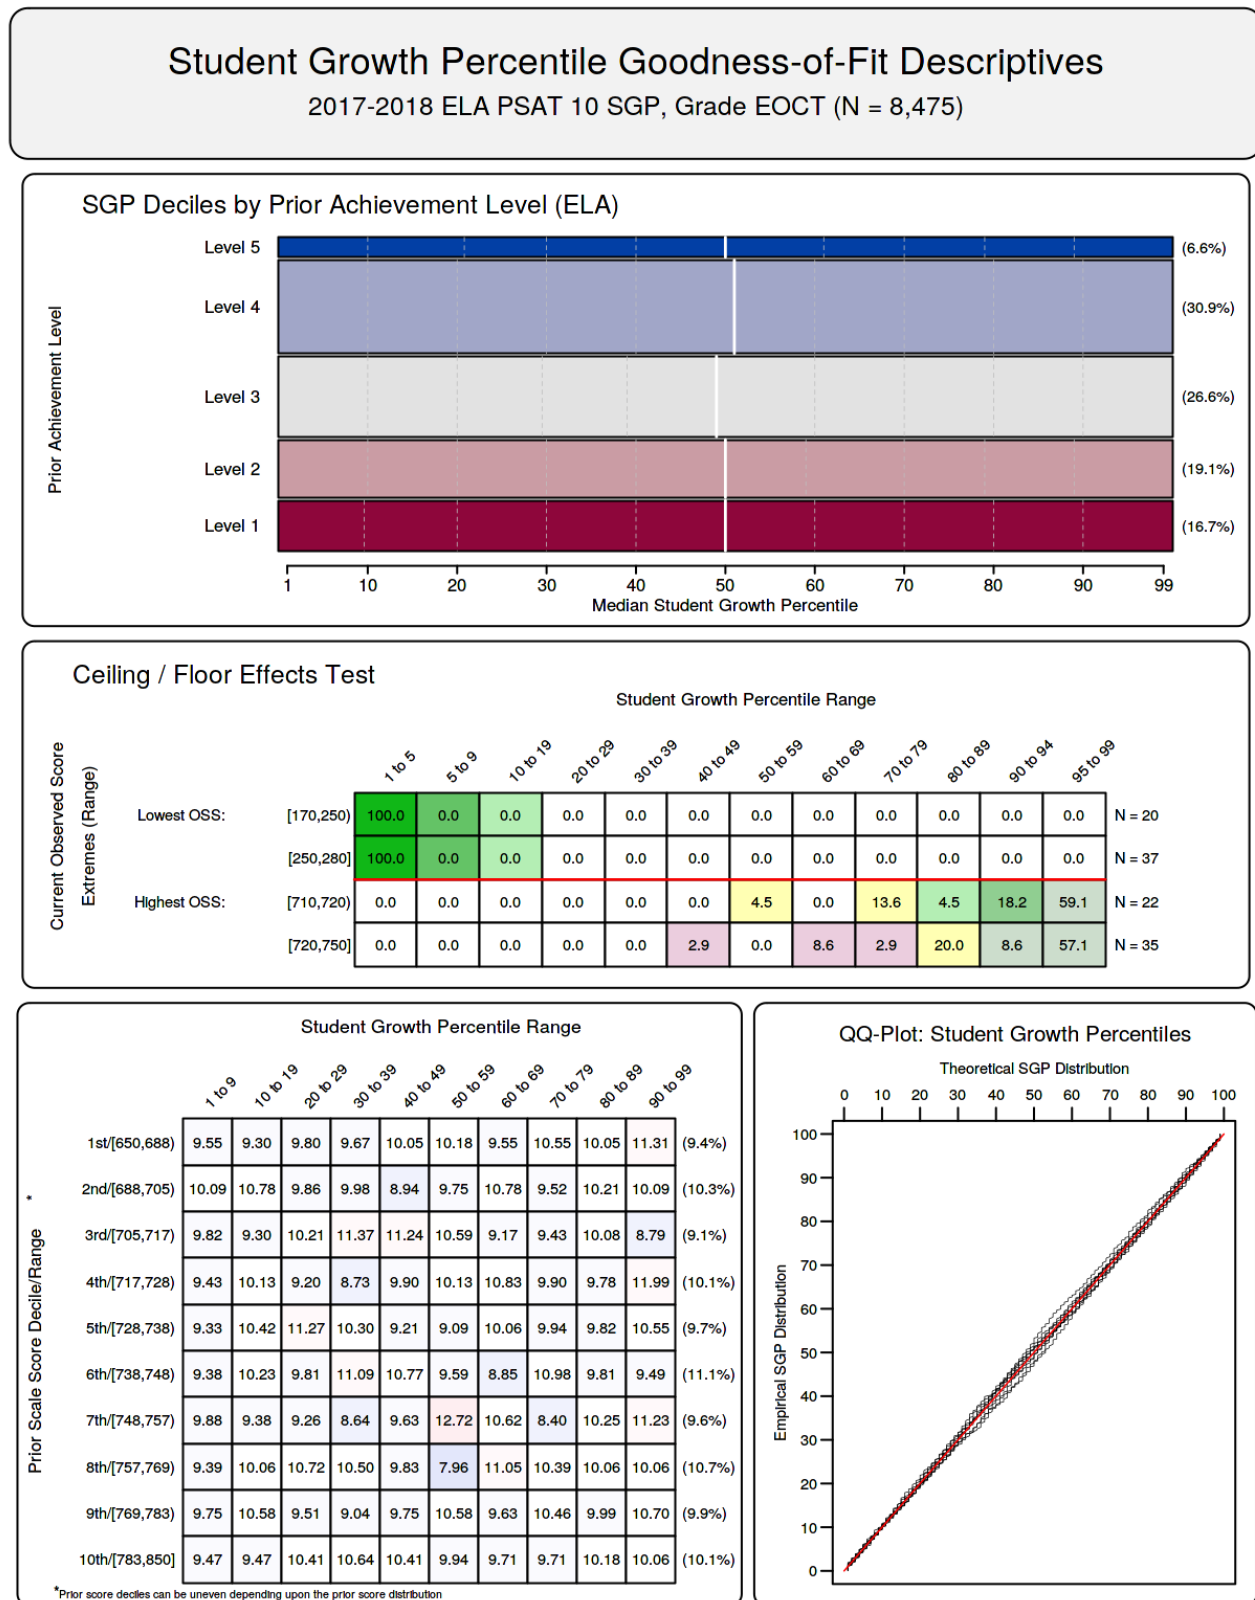 Student Growth Percentile Goodness-of-Fit Descriptives
2017-2018 ELA PSAT 10 SGP, Grade EOCT (N = 8,475)
SGP Deciles by Prior Achievement Level (ELA)
Prior Achievement Level
Level 5 (6.6%)
Level 4 (30.9%)
Level 3 (26.6%)
Level 2 (19.1%)
Level 1 (16.7%)
1 10 20 30 40 50 60 70 80 90 99
Median Student Growth Percentile
Ceiling / Floor Effects Test
Student Growth Percentile Range
Current Observed Score
Extremes (Range)
1 to 5 5 to 9 10 to 19 20 to 29 30 to 39 40 to 49 50 to 59 60 to 69 70 to 79 80 to 89 90 to 94 95 to 99
Lowest OSS: [170,250) 100.0 0.0 0.0 0.0 0.0 0.0 0.0 0.0 0.0 0.0 0.0 0.0 N = 20
[250,280] 100.0 0.0 0.0 0.0 0.0 0.0 0.0 0.0 0.0 0.0 0.0 0.0 N = 37
Highest OSS: [710,720) 0.0 0.0 0.0 0.0 0.0 0.0 4.5 0.0 13.6 4.5 18.2 59.1 N = 22
[720,750] 0.0 0.0 0.0 0.0 0.0 2.9 0.0 8.6 2.9 20.0 8.6 57.1 N = 35
Student Growth Percentile Range
Prior Scale Score Decile/Range *
1 to 9 10 to 19 20 to 29 30 to 39 40 to 49 50 to 59 60 to 69 70 to 79 80 to 89 90 to 99
1st/[650,688) 9.55 9.30 9.80 9.67 10.05 10.18 9.55 10.55 10.05 11.31 (9.4%)
2nd/[688,705) 10.09 10.78 9.86 9.98 8.94 9.75 10.78 9.52 10.21 10.09 (10.3%)
3rd/[705,717) 9.82 9.30 10.21 11.37 11.24 10.59 9.17 9.43 10.08 8.79 (9.1%)
4th/[717,728) 9.43 10.13 9.20 8.73 9.90 10.13 10.83 9.90 9.78 11.99 (10.1%)
5th/[728,738) 9.33 10.42 11.27 10.30 9.21 9.09 10.06 9.94 9.82 10.55 (9.7%)
6th/[738,748) 9.38 10.23 9.81 11.09 10.77 9.59 8.85 10.98 9.81 9.49 (11.1%)
7th/[748,757) 9.88 9.38 9.26 8.64 9.63 12.72 10.62 8.40 10.25 11.23 (9.6%)
8th/[757,769) 9.39 10.06 10.72 10.50 9.83 7.96 11.05 10.39 10.06 10.06 (10.7%)
9th/[769,783) 9.75 10.58 9.51 9.04 9.75 10.58 9.63 10.46 9.99 10.70 (9.9%)
10th/[783,850] 9.47 9.47 10.41 10.64 10.41 9.94 9.71 9.71 10.18 10.06 (10.1%)
*Prior score deciles can be uneven depending upon the prior score distribution
QQ-Plot: Student Growth Percentiles
Theoretical SGP Distribution
0 10 20 30 40 50 60 70 80 90 100
Empirical SGP Distribution
100
90
80
70
60
50
40
30
20
10
0